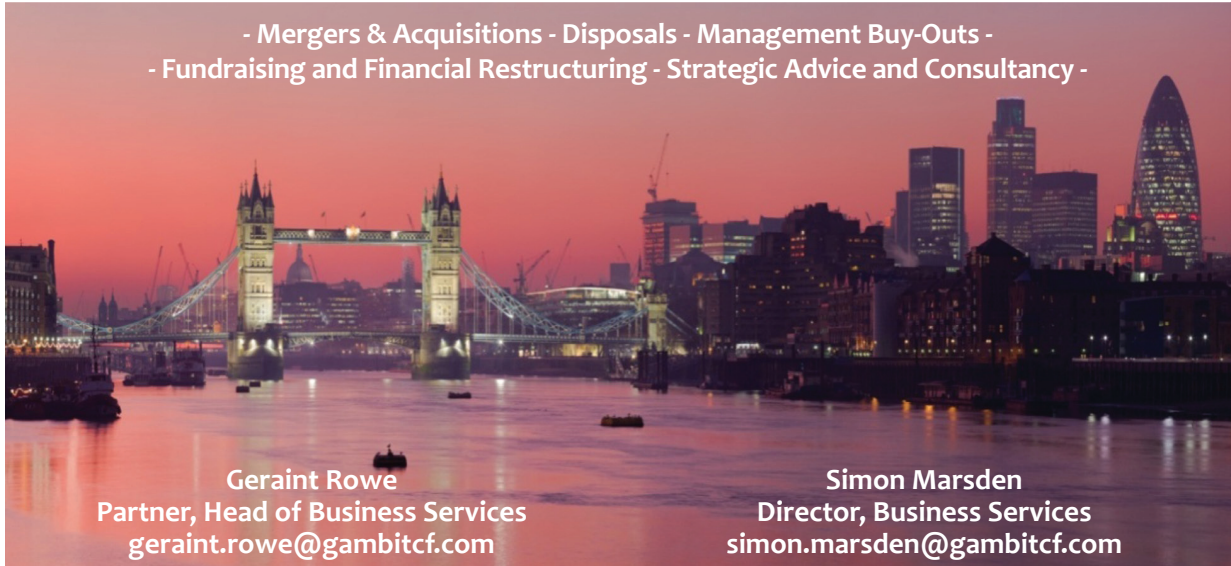 - Mergers & Acquisitions - Disposals - Management Buy-Outs -
- Fundraising and Financial Restructuring - Strategic Advice and Consultancy -
Geraint Rowe
Partner, Head of Business Services
geraint.rowe@gambitcf.com
Simon Marsden
Director, Business Services
simon.marsden@gambitcf.com